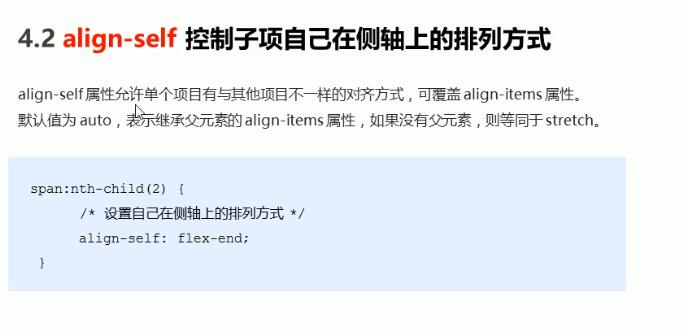 4.2 align-self 控制子项自己在侧轴上的排列方式
align-self 属性允许单个项目有与其他项目不一样的对齐方式，可覆盖 align-items 属性。
默认值为 auto，表示继承父元素的 align-items 属性，如果没有父元素，则等同于 stretch。
span:nth-child(2) {
/* 设置自己在侧轴上的排列方式 */
align-self: flex-end;
}